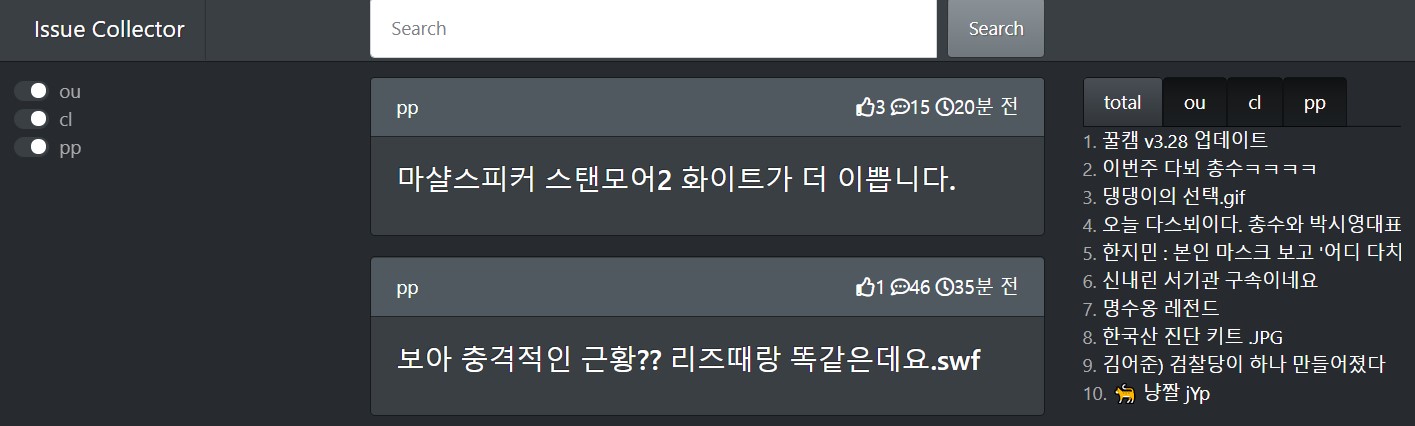 Issue Collector
Search
Search
ou
cl
pp
pp
3 15 20분 전
마샬스피커 스탠모어2 화이트가 더 이쁩니다.
pp
1 46 35분 전
보아 충격적인 근황?? 리즈때랑 똑같은데요.swf
total ou cl pp
1. 꿀캠 v3.28 업데이트
2. 이번주 다뵈 총수ㅋㅋㅋㅋ
3. 댕댕이의 선택.gif
4. 오늘 다스뵈이다. 총수와 박시영대표
5. 한지민 : 본인 마스크 보고 '어디 다치
6. 신내린 서기관 구속이네요
7. 명수옹 레전드
8. 한국산 진단 키트 .JPG
9. 김어준) 검찰당이 하나 만들어졌다
10. 🐈 냥짤 jYp